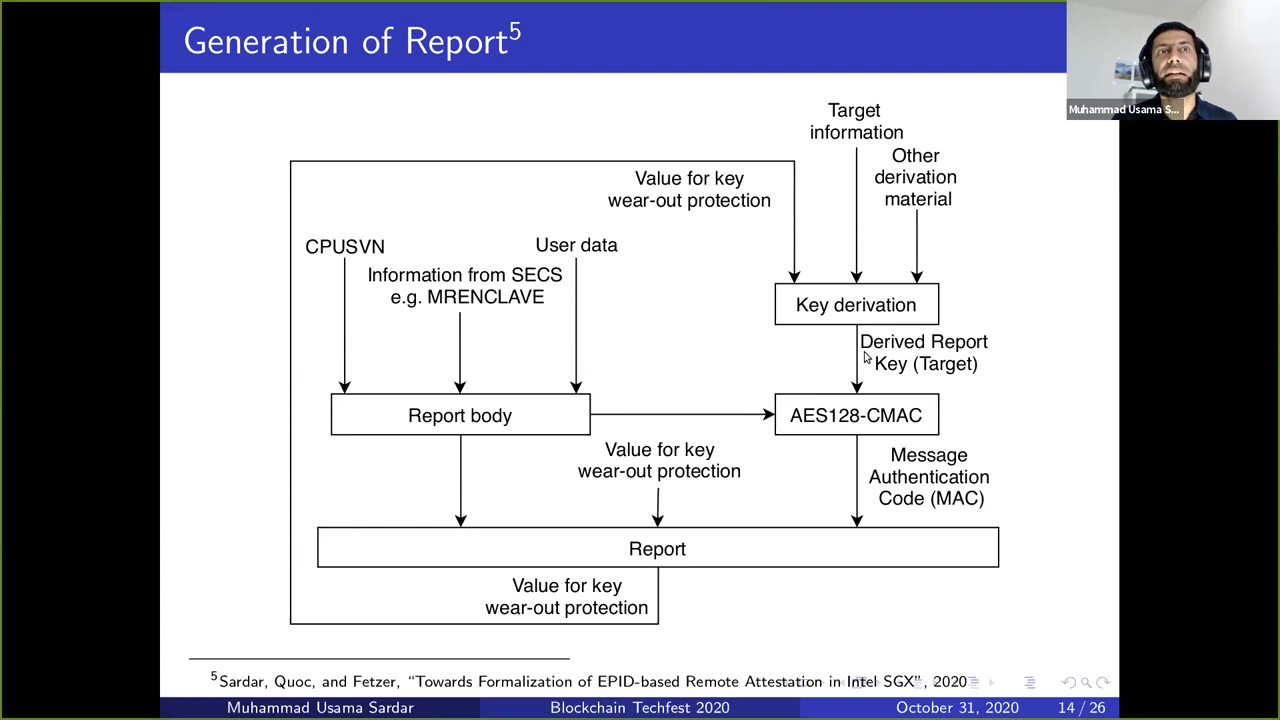 Generation of Report5
Muhammad Usama S...
Target
information
Other
derivation
material
Value for key
wear-out protection
CPUSVN
User data
Information from SECS
e.g. MRENCLAVE
Key derivation
Derived Report
Key (Target)
Report body
AES128-CMAC
Value for key
wear-out protection
Message
Authentication
Code (MAC)
Report
Value for key
wear-out protection
5Sardar, Quoc, and Fetzer, “Towards Formalization of EPID-based Remote Attestation in Intel SGX”, 2020
Muhammad Usama Sardar Blockchain Techfest 2020 October 31, 2020 14 / 26